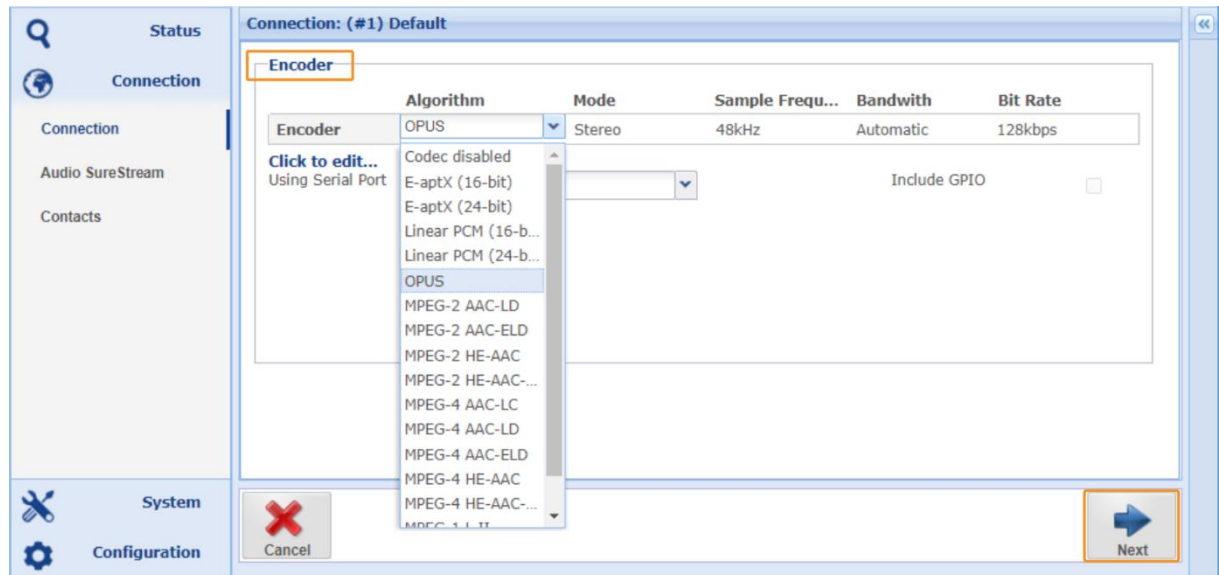 Status
Connection
Connection
Audio SureStream
Contacts
System
Configuration
Connection: (#1) Default
Encoder
Algorithm Mode Sample Frequ... Bandwith Bit Rate
Encoder OPUS Stereo 48kHz Automatic 128kbps
Click to edit...
Using Serial Port Include GPIO
Codec disabled
E-aptX (16-bit)
E-aptX (24-bit)
Linear PCM (16-b...
Linear PCM (24-b...
OPUS
MPEG-2 AAC-LD
MPEG-2 AAC-ELD
MPEG-2 HE-AAC
MPEG-2 HE-AAC-...
MPEG-4 AAC-LC
MPEG-4 AAC-LD
MPEG-4 AAC-ELD
MPEG-4 HE-AAC
MPEG-4 HE-AAC-...
Cancel
Next